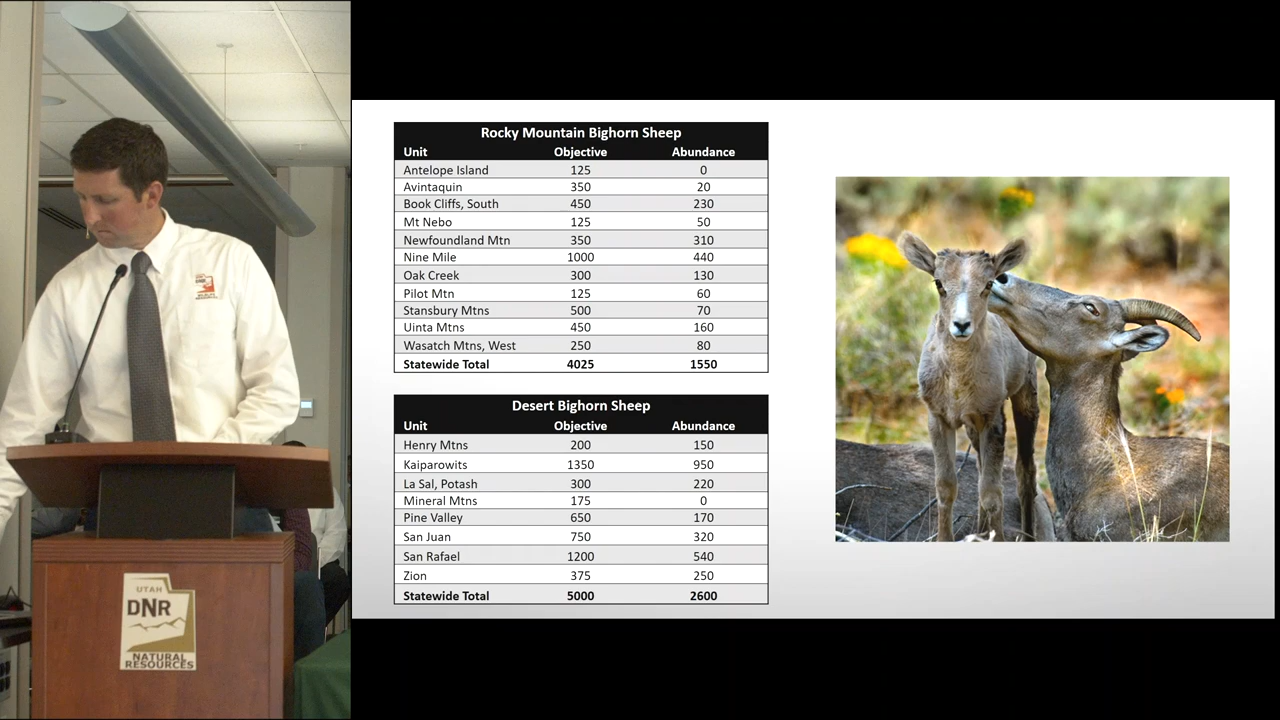 Rocky Mountain Bighorn Sheep
Unit Objective Abundance
Antelope Island 125 0
Avintaquin 350 20
Book Cliffs, South 450 230
Mt Nebo 125 50
Newfoundland Mtn 350 310
Nine Mile 1000 440
Oak Creek 300 130
Pilot Mtn 125 60
Stansbury Mtns 500 70
Uinta Mtns 450 160
Wasatch Mtns, West 250 80
Statewide Total 4025 1550
Desert Bighorn Sheep
Unit Objective Abundance
Henry Mtns 200 150
Kaiparowits 1350 950
La Sal, Potash 300 220
Mineral Mtns 175 0
Pine Valley 650 170
San Juan 750 320
San Rafael 1200 540
Zion 375 250
Statewide Total 5000 2600
UTAH
DNR
NATURAL
RESOURCES